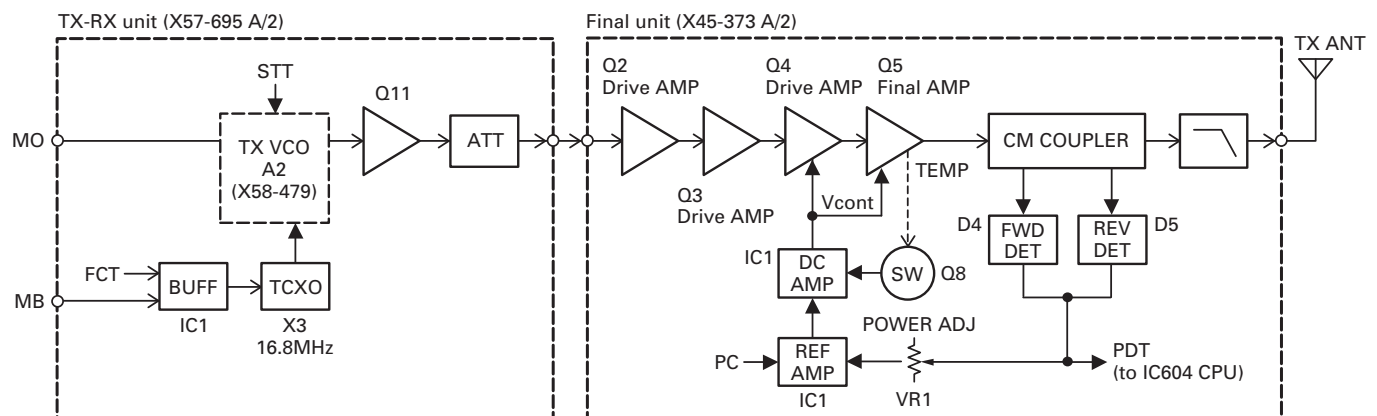 TX-RX unit (X57-695 A/2)
Final unit (X45-373 A/2)
TX ANT
STT
Q11
Q2
Drive AMP
Q4
Drive AMP
Q5
Final AMP
MO
TX VCO
A2
(X58-479)
ATT
CM COUPLER
Q3
Drive AMP
Vcont
TEMP
D4
FWD
DET
REV
DET
D5
FCT
MB
BUFF
IC1
TCXO
X3
16.8MHz
IC1
DC
AMP
SW
Q8
POWER ADJ
PC
REF
AMP
IC1
VR1
PDT
(to IC604 CPU)